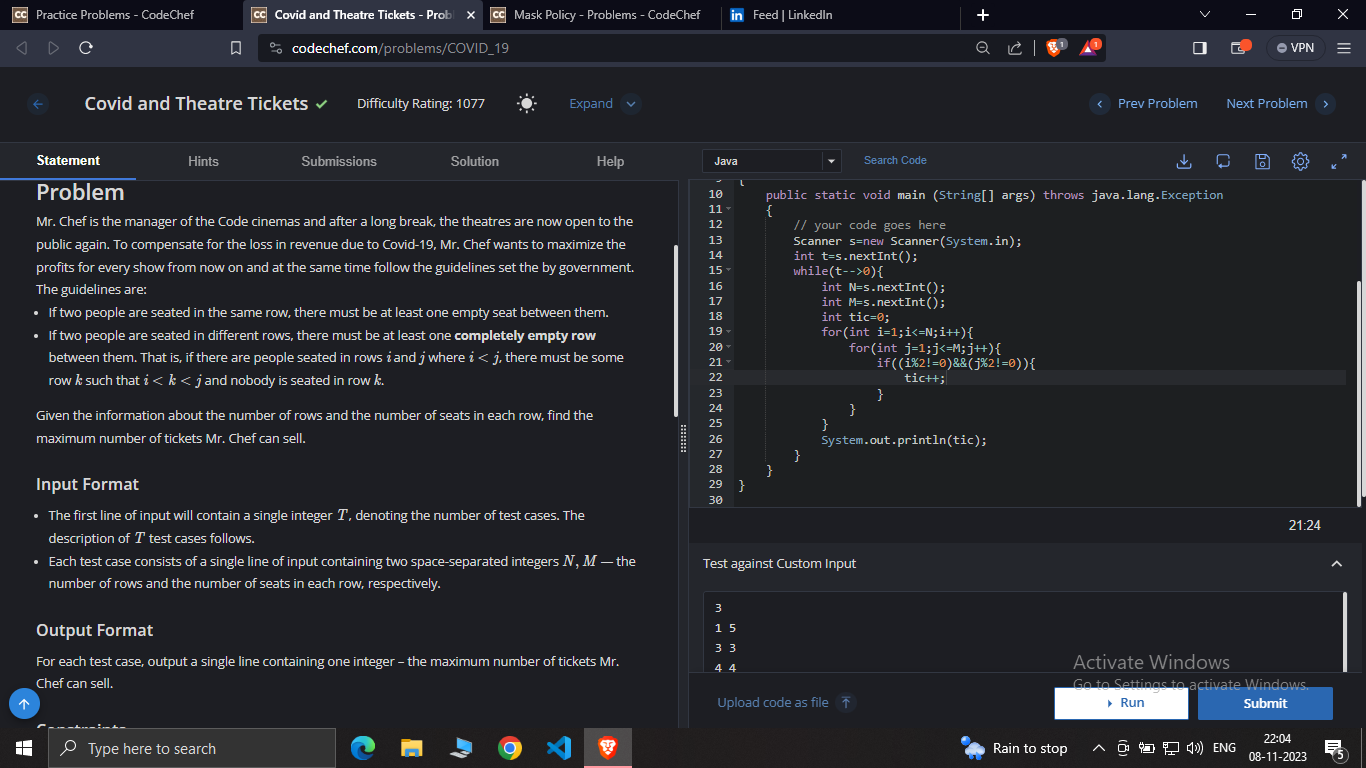 Practice Problems - CodeChef
Covid and Theatre Tickets - Prob
Mask Policy - Problems - CodeChef
Feed | LinkedIn
codechef.com/problems/COVID_19
1
1
VPN
Covid and Theatre Tickets
Difficulty Rating: 1077
Expand
Prev Problem
Next Problem
Statement
Hints
Submissions
Solution
Help
Java
Search Code
Problem
Mr. Chef is the manager of the Code cinemas and after a long break, the theatres are now open to the
public again. To compensate for the loss in revenue due to Covid-19, Mr. Chef wants to maximize the
profits for every show from now on and at the same time follow the guidelines set the by government.
The guidelines are:
• If two people are seated in the same row, there must be at least one empty seat between them.
• If two people are seated in different rows, there must be at least one completely empty row
between them. That is, if there are people seated in rows i and j where i < j, there must be some
row k such that i < k < j and nobody is seated in row k.
Given the information about the number of rows and the number of seats in each row, find the
maximum number of tickets Mr. Chef can sell.
Input Format
• The first line of input will contain a single integer T, denoting the number of test cases. The
description of T test cases follows.
• Each test case consists of a single line of input containing two space-separated integers N, M — the
number of rows and the number of seats in each row, respectively.
Output Format
For each test case, output a single line containing one integer – the maximum number of tickets Mr.
Chef can sell.
Constraints
9 {
10 public static void main (String[] args) throws java.lang.Exception
11 {
12 // your code goes here
13 Scanner s=new Scanner(System.in);
14 int t=s.nextInt();
15 while(t-->0){
16 int N=s.nextInt();
17 int M=s.nextInt();
18 int tic=0;
19 for(int i=1;i<=N;i++){
20 for(int j=1;j<=M;j++){
21 if((i%2!=0)&&(j%2!=0)){
22 tic++;
23 }
24 }
25 }
26 System.out.println(tic);
27 }
28 }
29 }
30
21:24
Test against Custom Input
3
1 5
3 3
4 4
Activate Windows
Go to Settings to activate Windows.
Upload code as file
Run
Submit
Type here to search
Rain to stop
ENG
22:04
08-11-2023
5